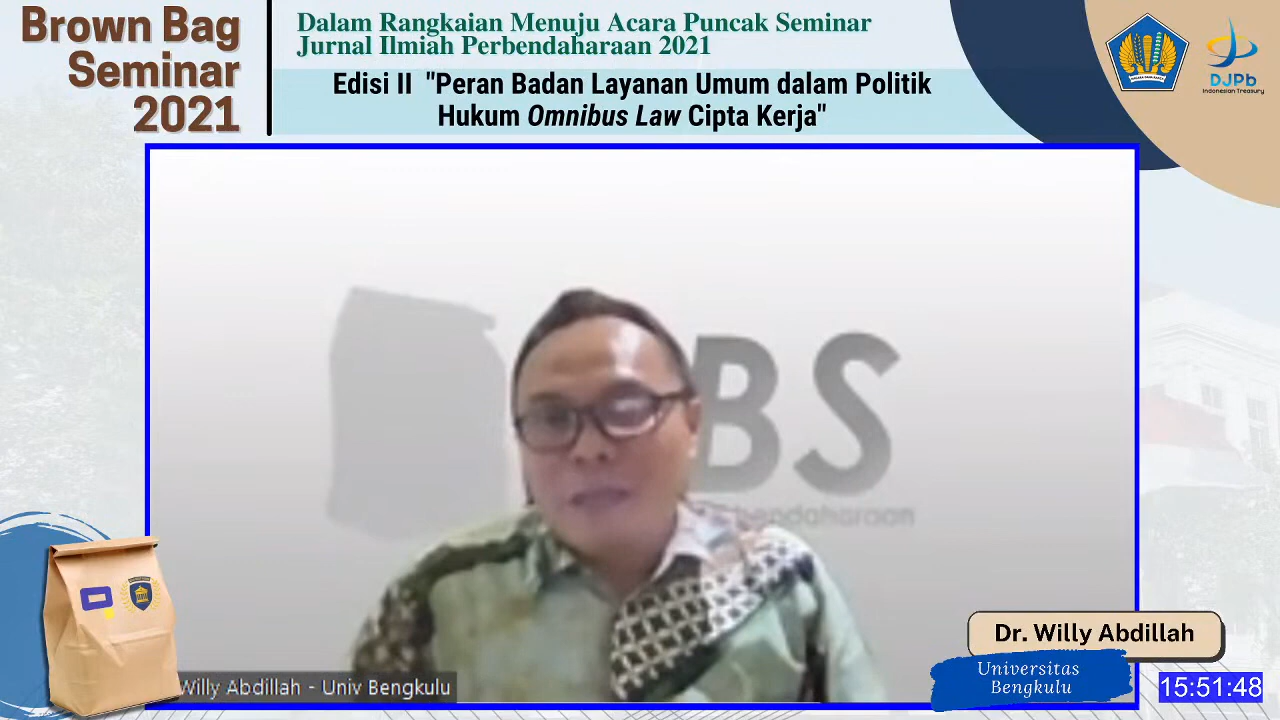 Brown Bag
Seminar
2021
Dalam Rangkaian Menuju Acara Puncak Seminar
Jurnal Ilmiah Perbendaharaan 2021
Edisi II "Peran Badan Layanan Umum dalam Politik
Hukum Omnibus Law Cipta Kerja"
DJPb
Indonesian Treasury
BS
bendaharaan
Dr. Willy Abdillah
Universitas
Bengkulu
Willy Abdillah - Univ Bengkulu
15:51:48